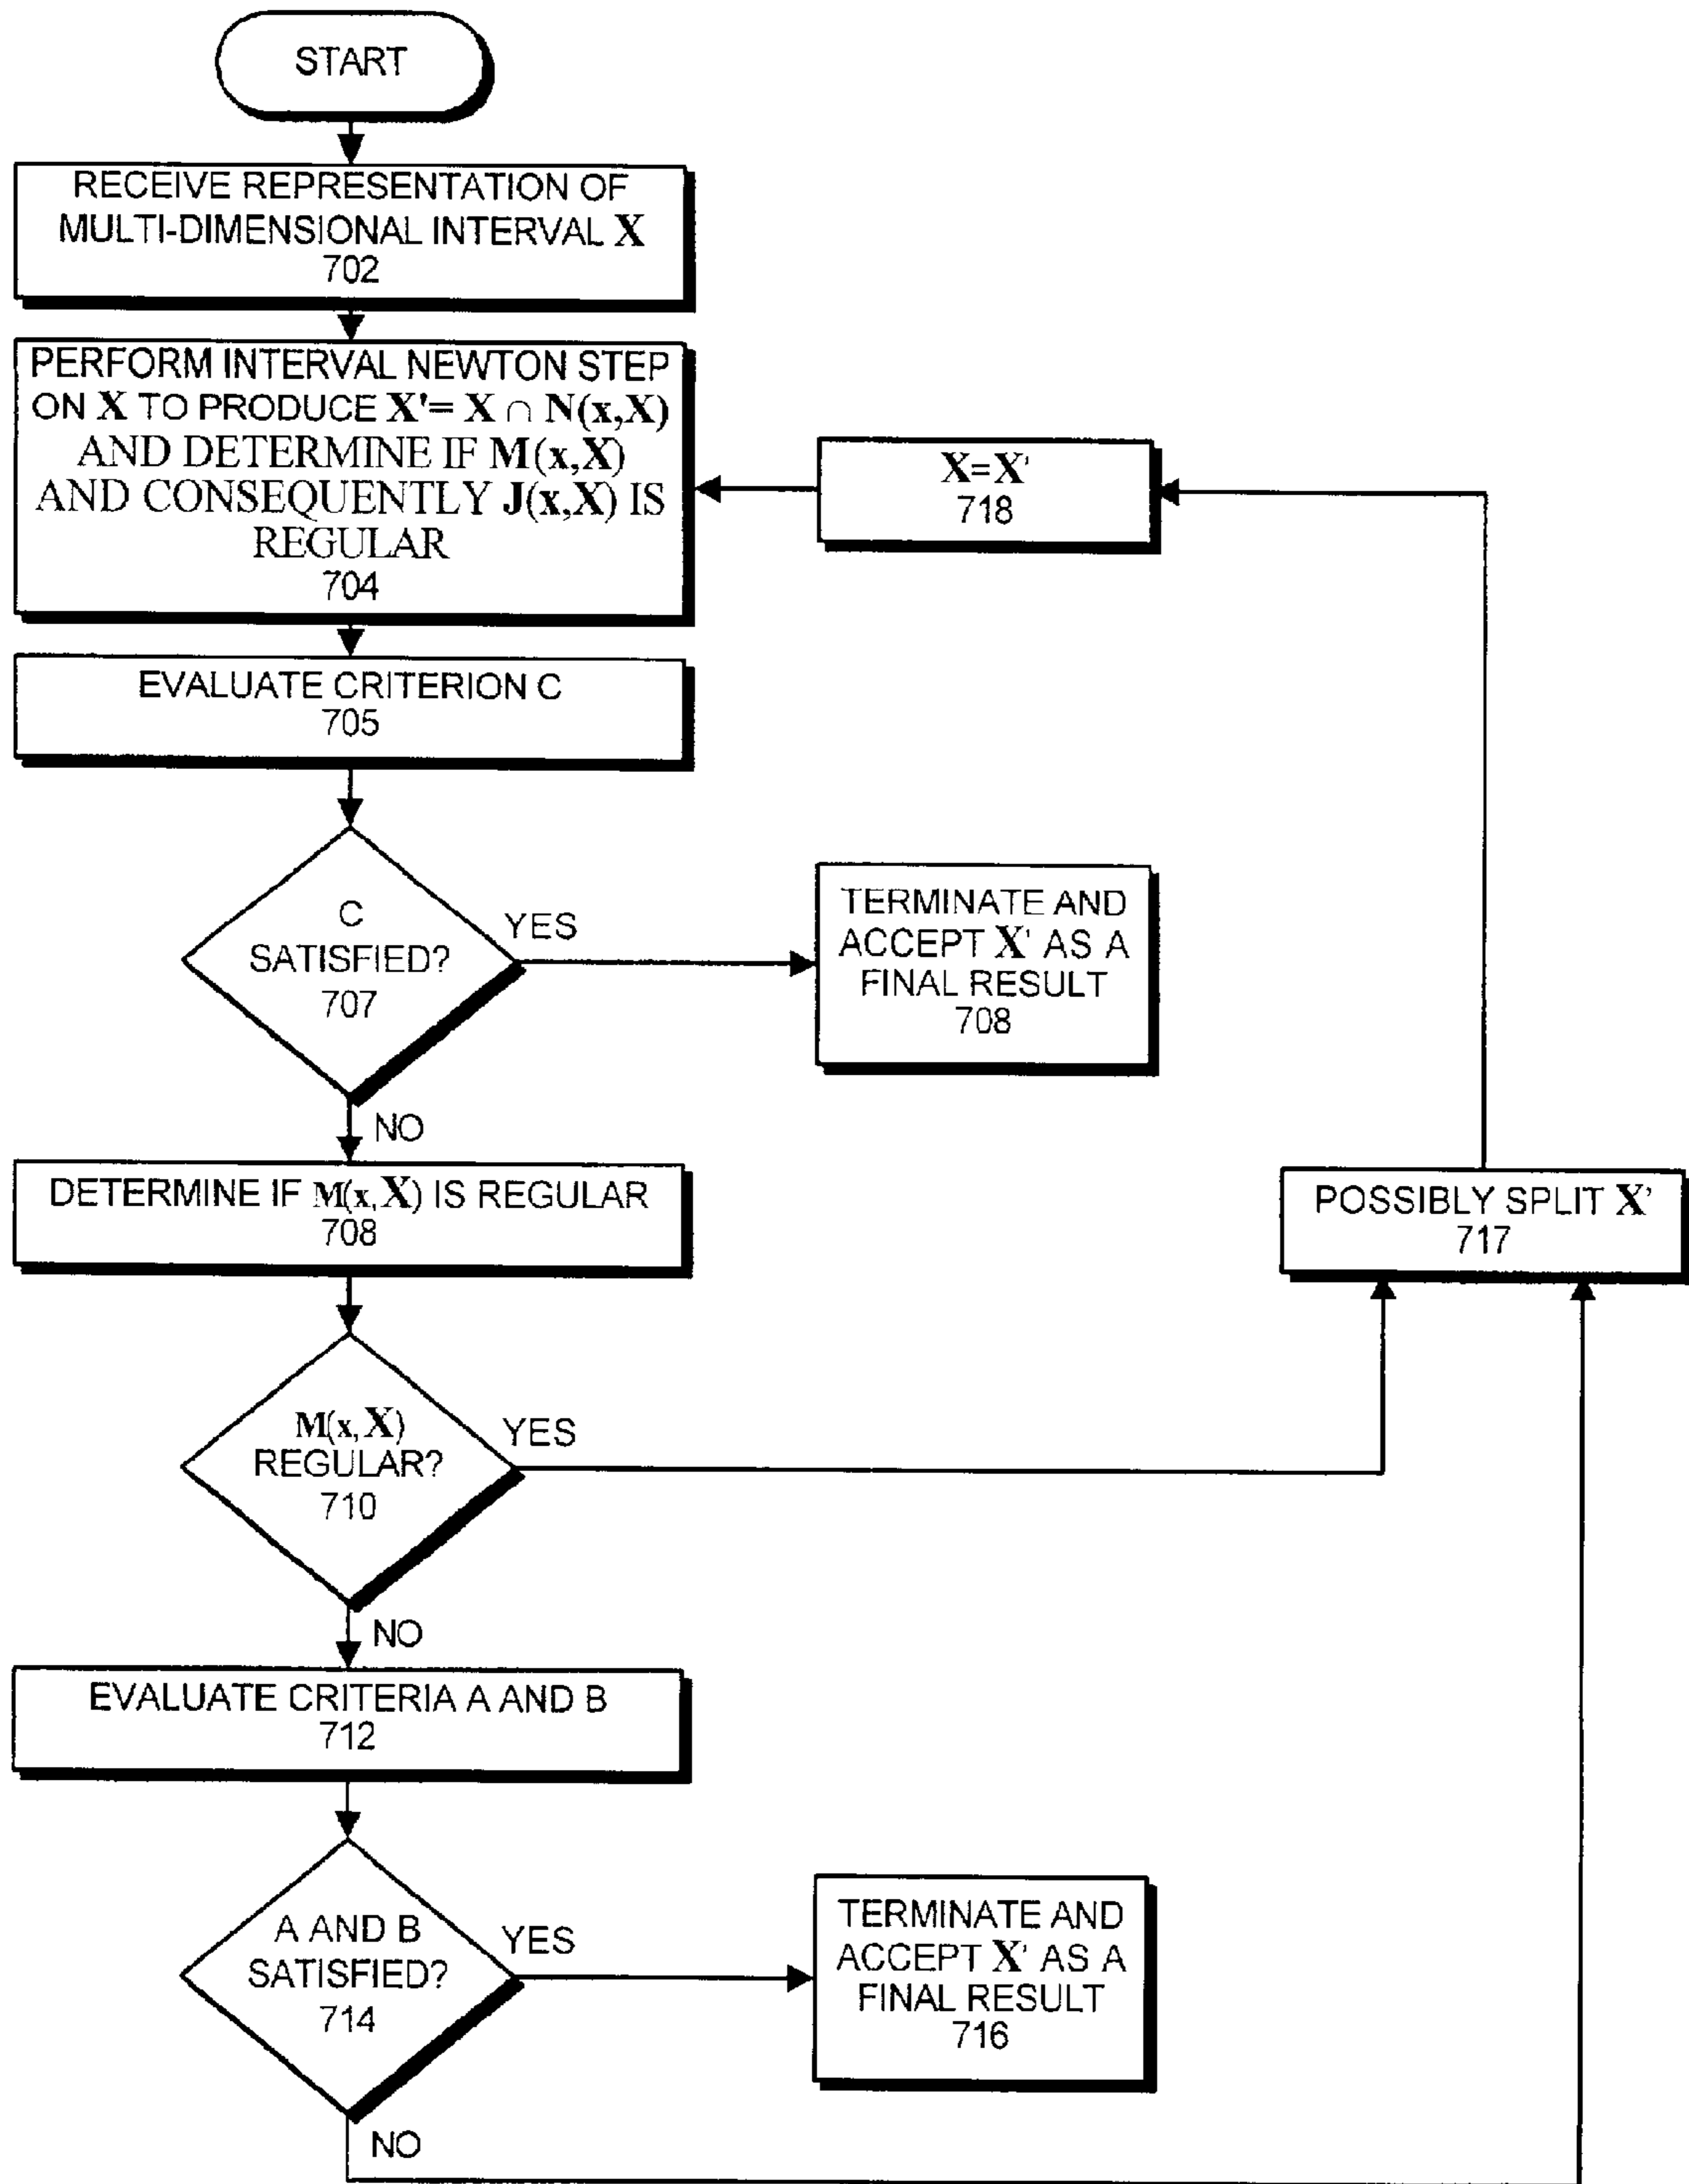 START
RECEIVE REPRESENTATION OF
MULTI-DIMENSIONAL INTERVAL X
702
PERFORM INTERVAL NEWTON STEP
ON X TO PRODUCE X'= X ∩ N(x,X)
AND DETERMINE IF M(x,X)
AND CONSEQUENTLY J(x,X) IS
REGULAR
704
X=X'
718
EVALUATE CRITERION C
705
C
SATISFIED?
707
YES
TERMINATE AND
ACCEPT X' AS A
FINAL RESULT
708
NO
DETERMINE IF M(x,X) IS REGULAR
708
POSSIBLY SPLIT X'
717
M(x,X)
REGULAR?
710
YES
NO
EVALUATE CRITERIA A AND B
712
A AND B
SATISFIED?
714
YES
TERMINATE AND
ACCEPT X' AS A
FINAL RESULT
716
NO